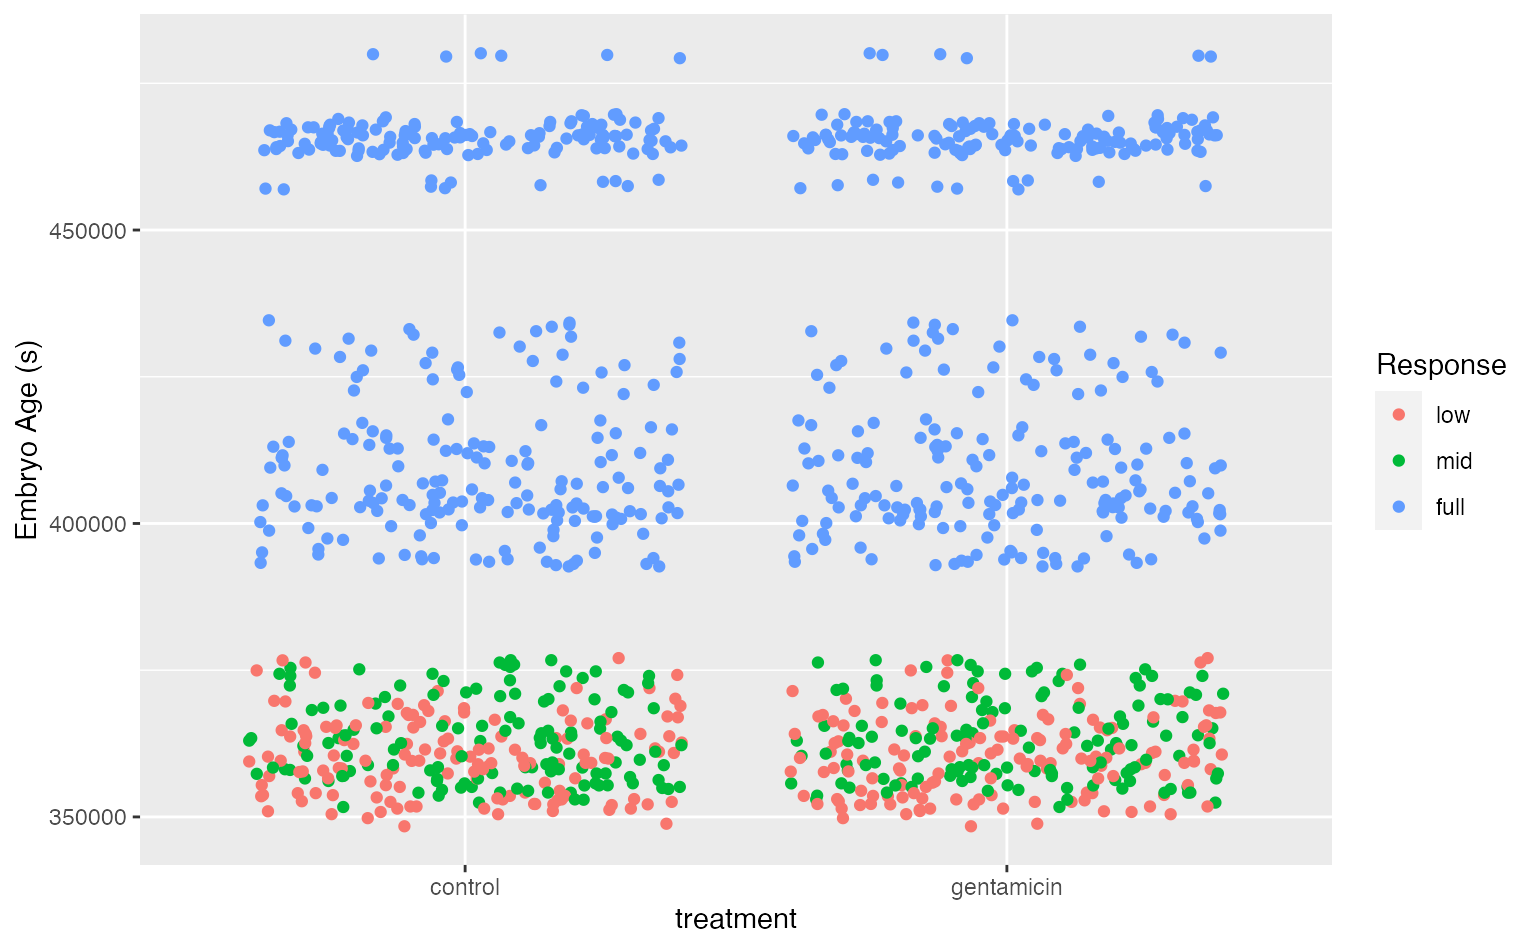 450000
400000
350000
Embryo Age (s)
control
gentamicin
treatment
Response
low
mid
full